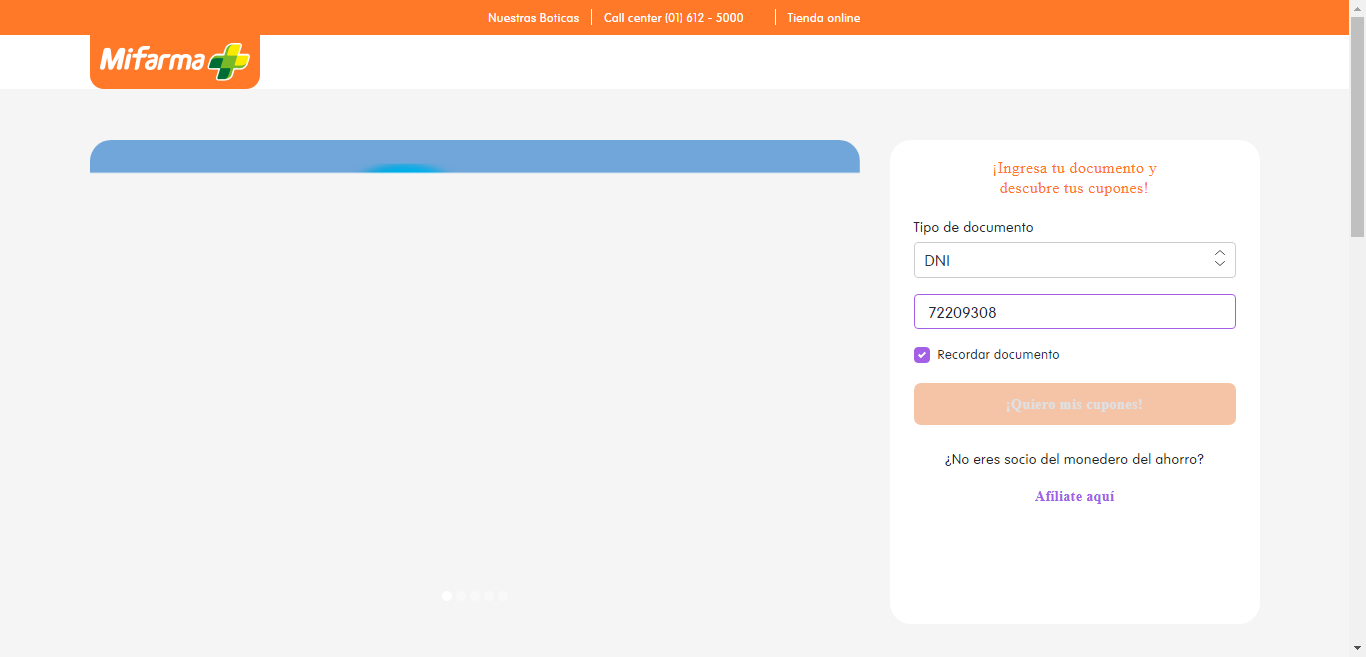 Nuestras Boticas
Call center (01) 612 - 5000
Tienda online
Mifarma
¡Ingresa tu documento y
descubre tus cupones!
Tipo de documento
DNI
72209308
Recordar documento
¡Quiero mis cupones!
¿No eres socio del monedero del ahorro?
Afíliate aquí